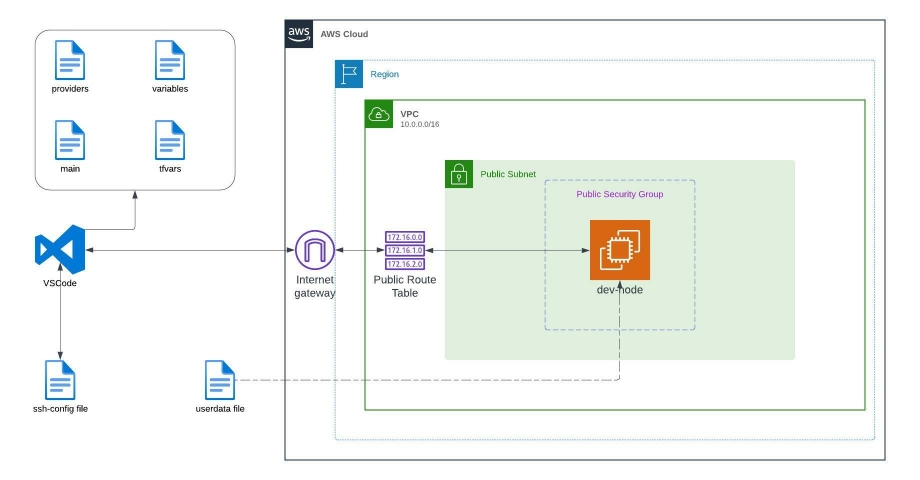 aws
AWS Cloud
Region
VPC
10.0.0.0/16
providers
variables
main
tfvars
Public Subnet
Public Security Group
172.16.0.0
172.16.1.0
172.16.2.0
VSCode
Internet
gateway
Public Route
Table
dev-node
ssh-config file
userdata file